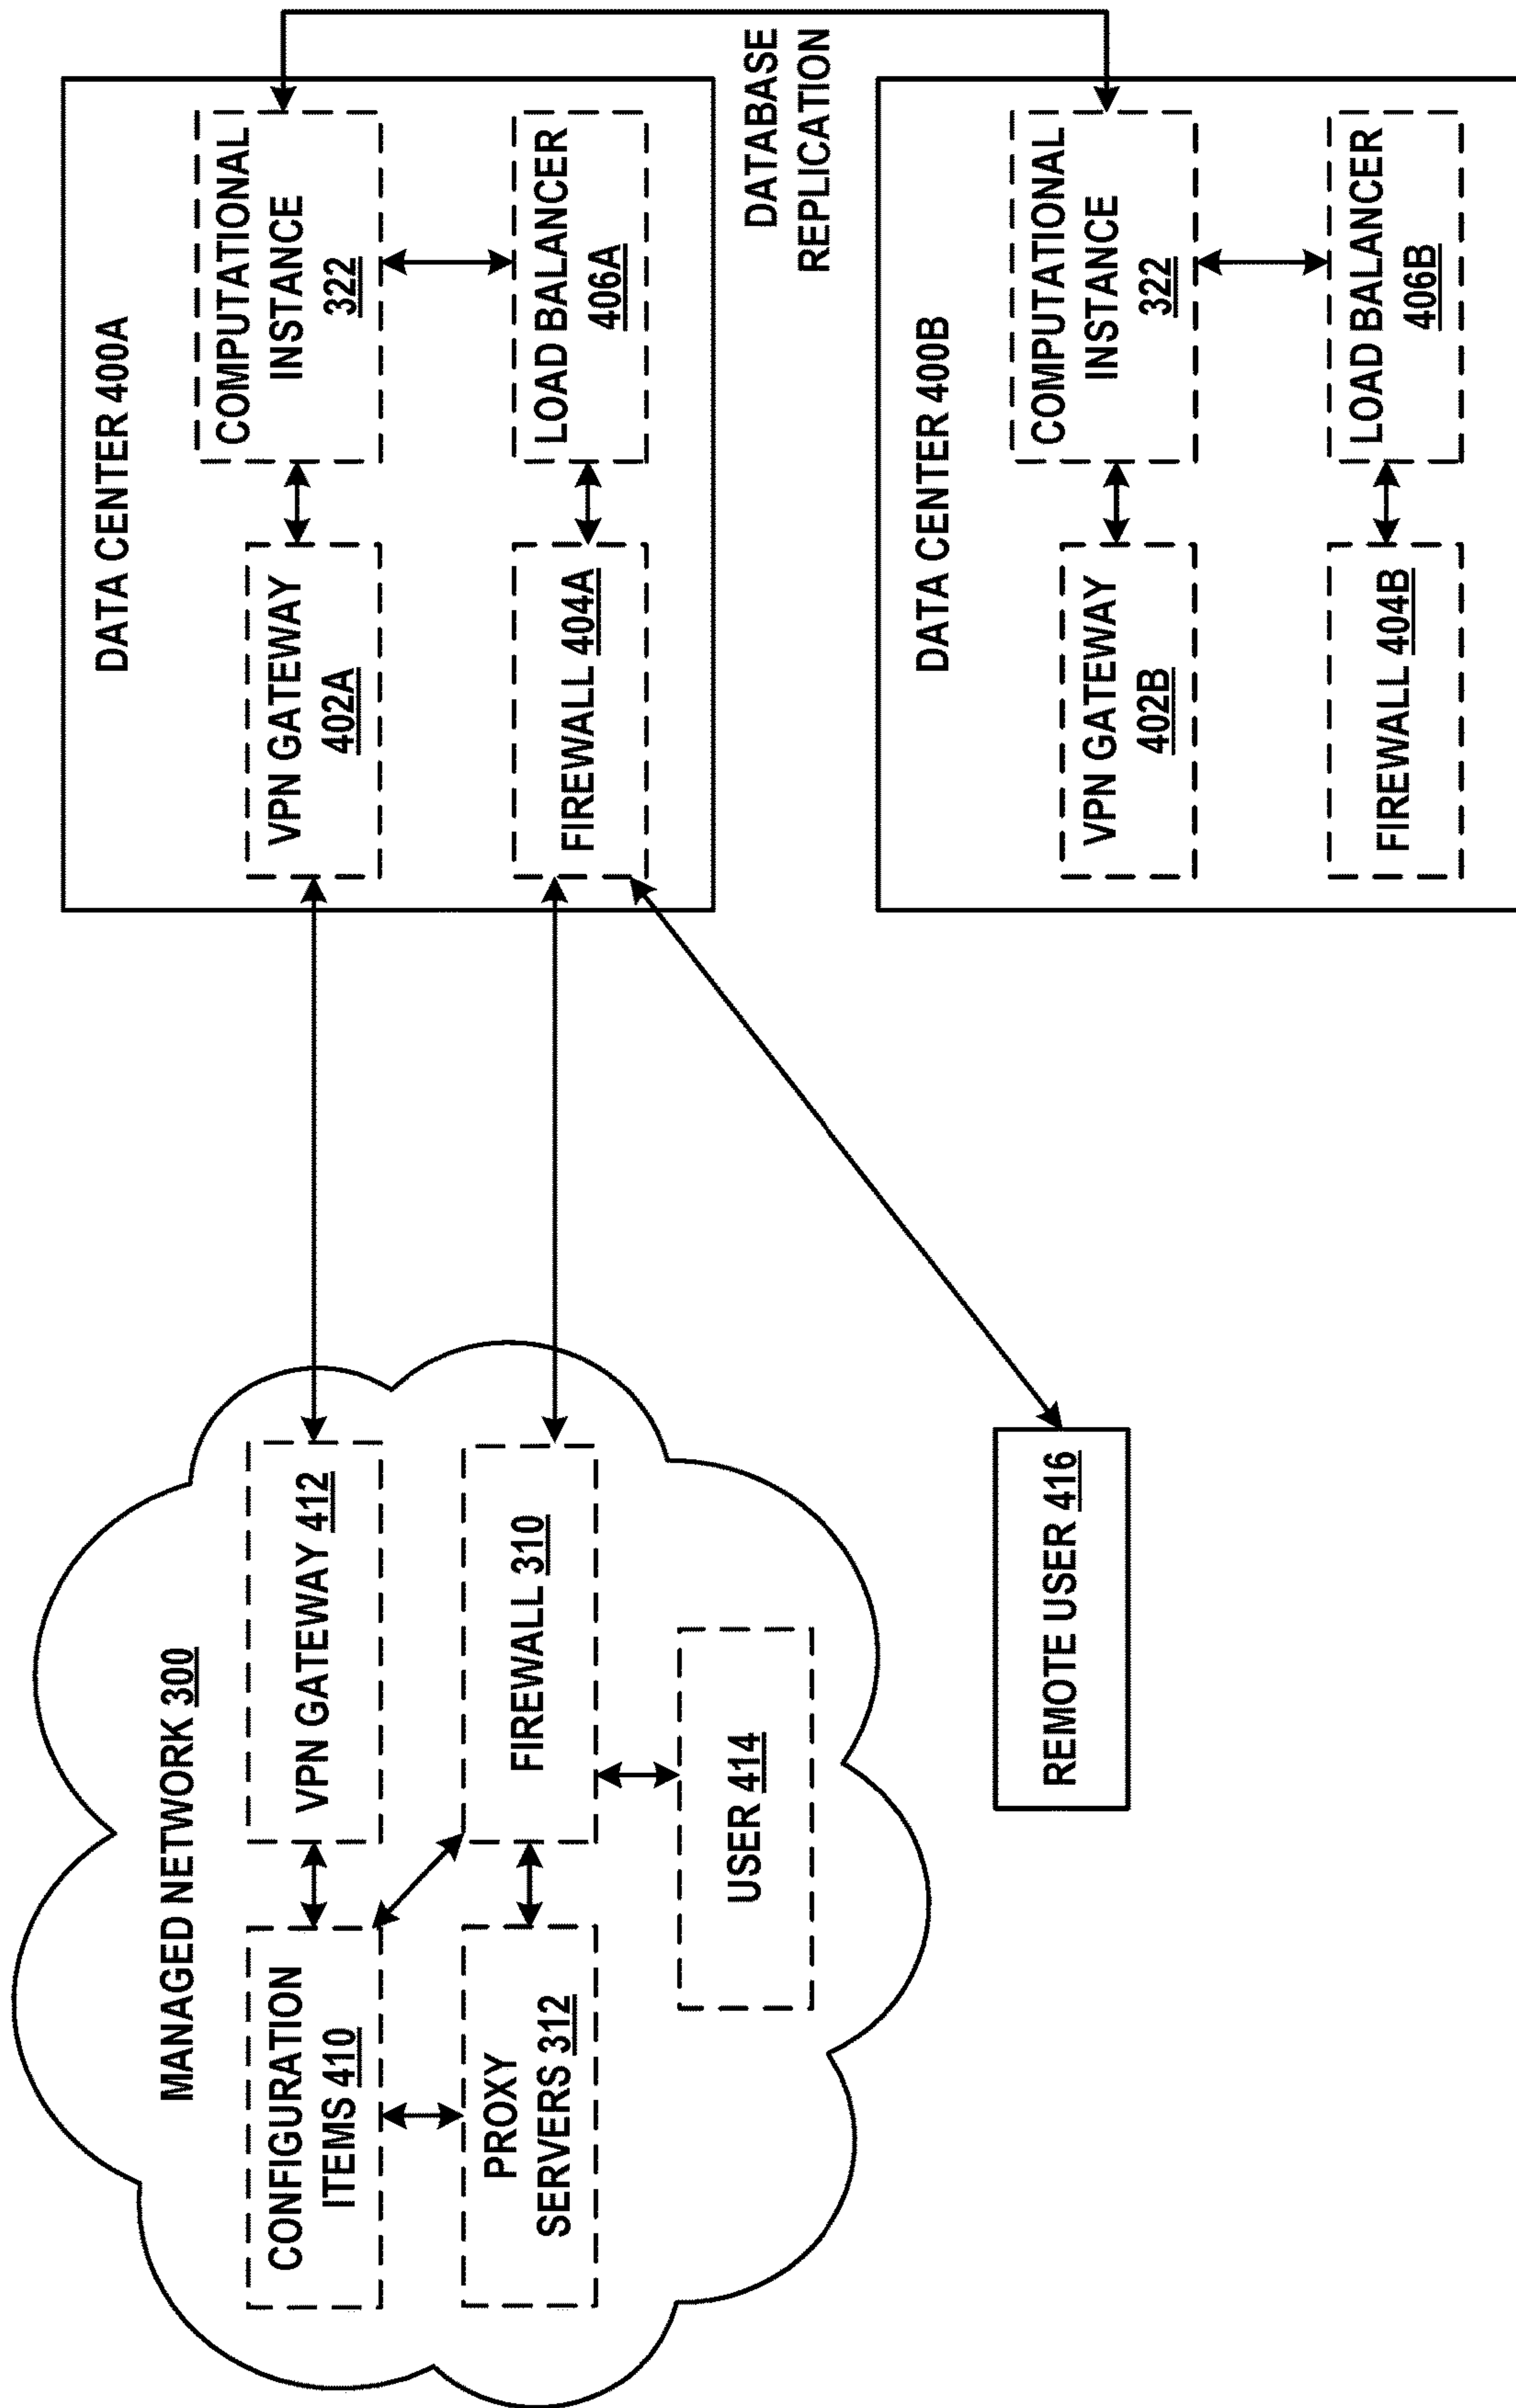 MANAGED NETWORK 300
CONFIGURATION
ITEMS 410
VPN GATEWAY 412
PROXY
SERVERS 312
FIREWALL 310
USER 414
REMOTE USER 416
DATA CENTER 400A
VPN GATEWAY
402A
COMPUTATIONAL
INSTANCE
322
FIREWALL 404A
LOAD BALANCER
406A
DATABASE
REPLICATION
DATA CENTER 400B
VPN GATEWAY
402B
COMPUTATIONAL
INSTANCE
322
FIREWALL 404B
LOAD BALANCER
406B